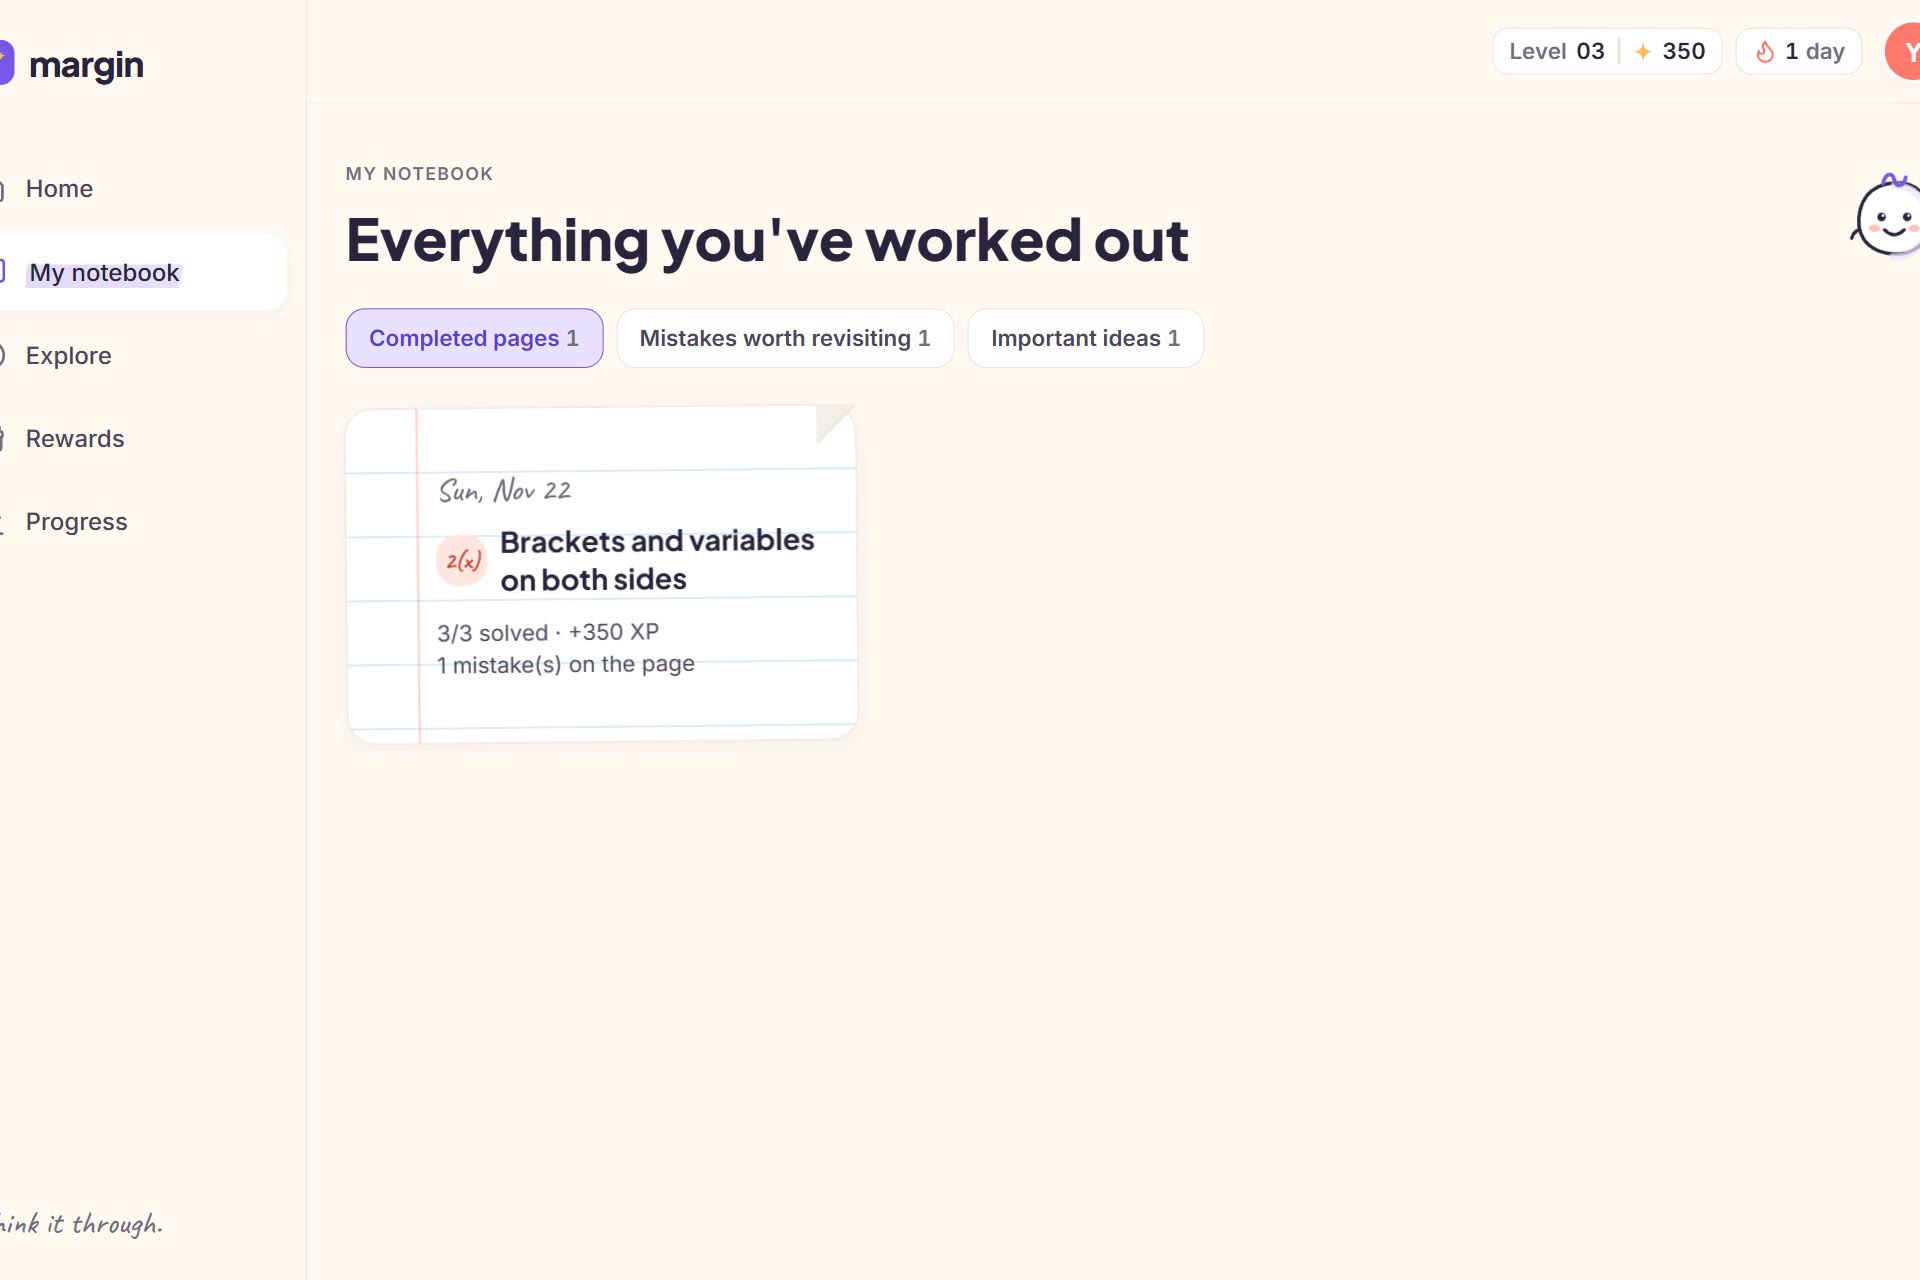 margin
Level 03 350
1 day
Y
Home
My notebook
Explore
Rewards
Progress
MY NOTEBOOK
Everything you've worked out
Completed pages 1
Mistakes worth revisiting 1
Important ideas 1
Sun, Nov 22
2(x)
Brackets and variables
on both sides
3/3 solved · +350 XP
1 mistake(s) on the page
it through.